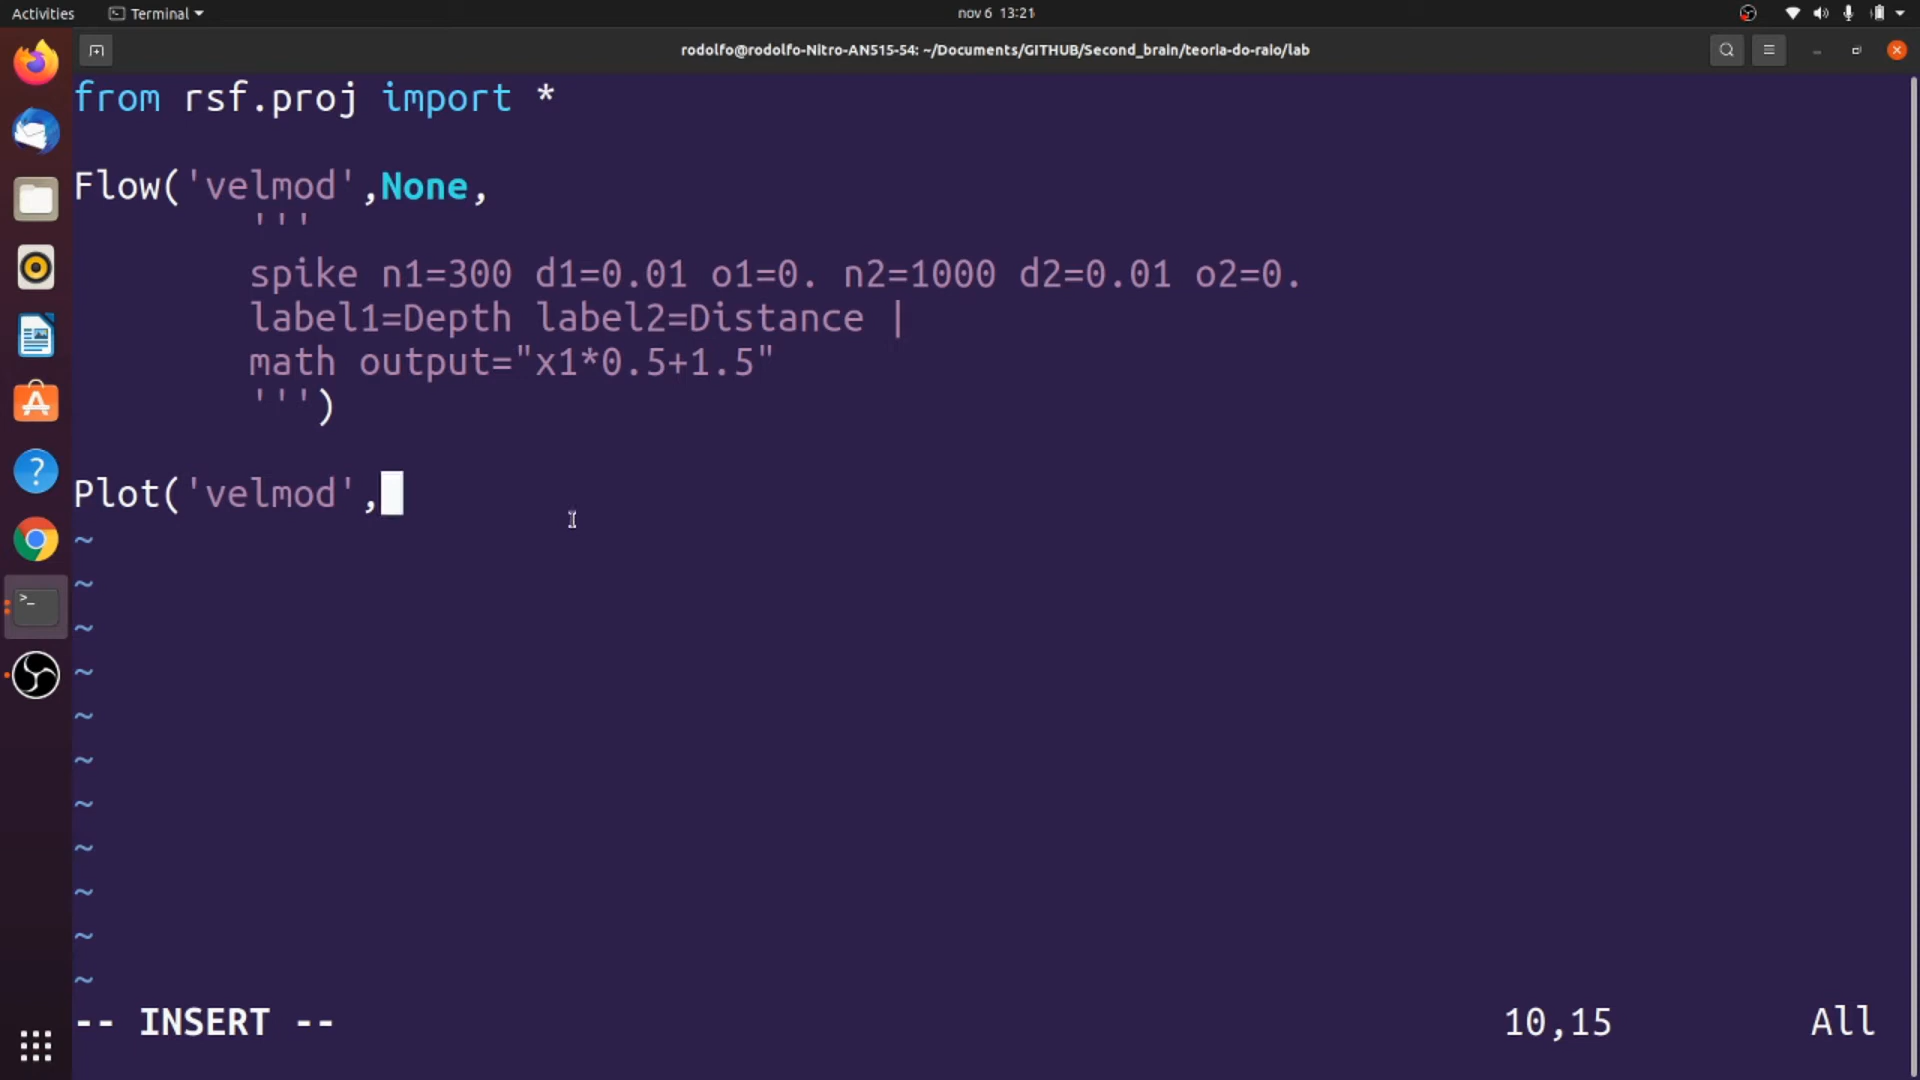 Activities
Terminal
nov 6 13:21
rodolfo@rodolfo-Nitro-AN515-54: ~/Documents/GITHUB/Second_brain/teoria-do-raio/lab
from rsf.proj import *
Flow('velmod',None,
'''
spike n1=300 d1=0.01 o1=0. n2=1000 d2=0.01 o2=0.
label1=Depth label2=Distance |
math output="x1*0.5+1.5"
''')
Plot('velmod',
~
~
~
~
~
~
~
~
~
~
~
-- INSERT --
10,15
All